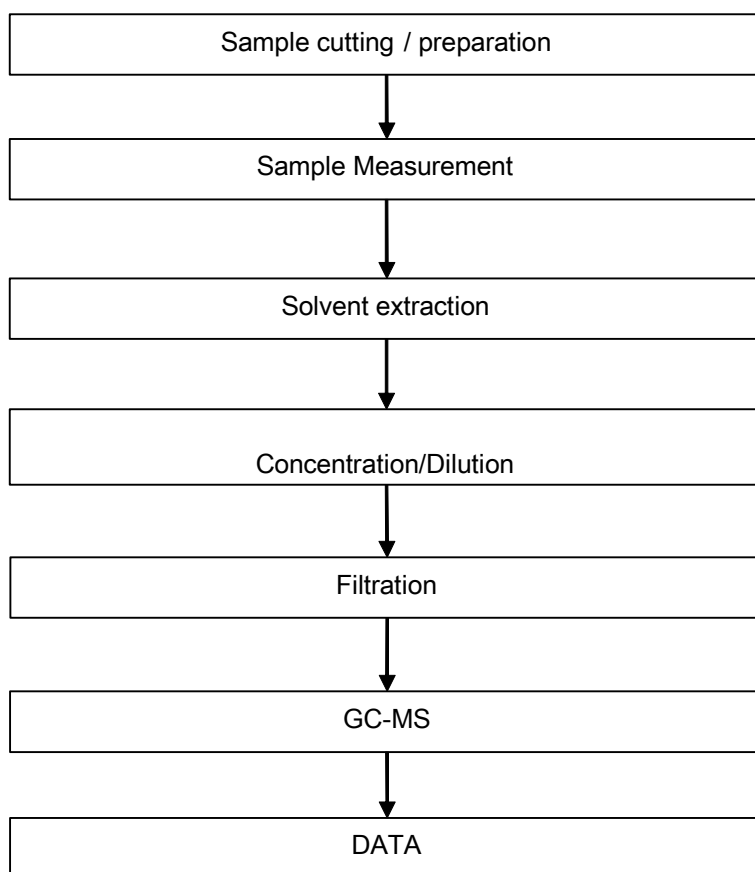 Sample cutting / preparation
Sample Measurement
Solvent extraction
Concentration/Dilution
Filtration
GC-MS
DATA